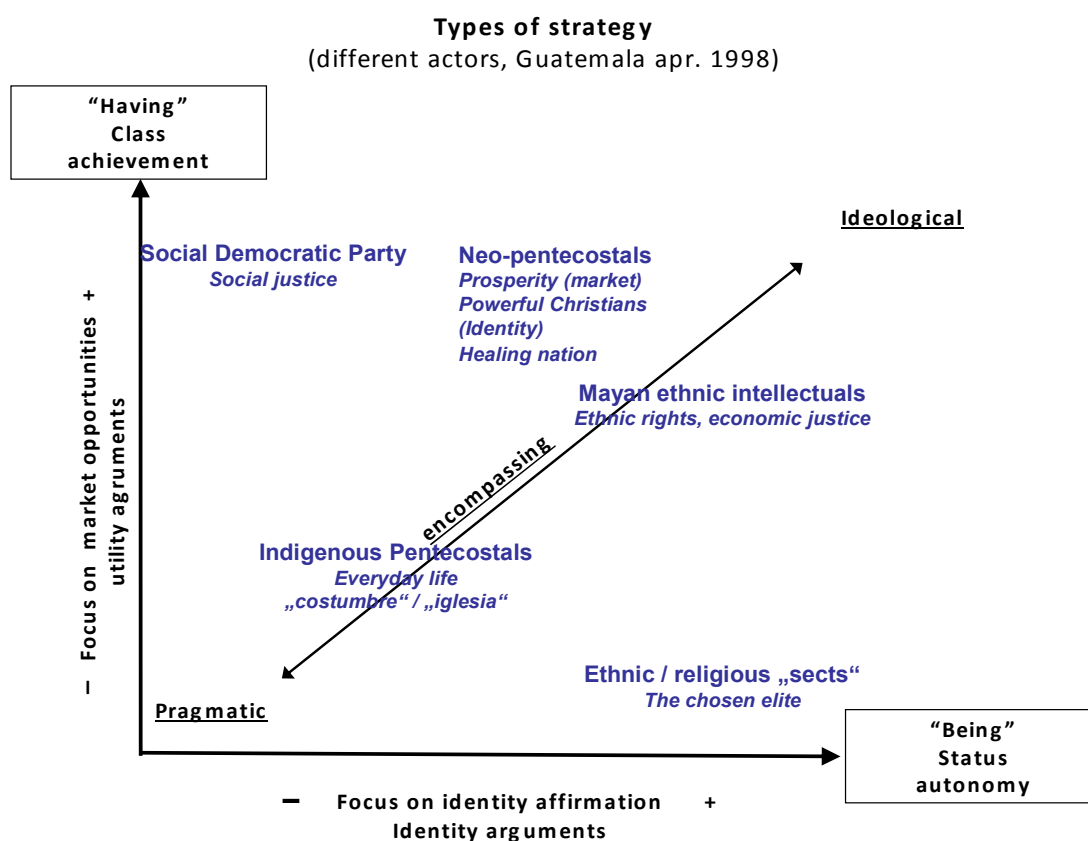 Types of strategy
(different actors, Guatemala apr. 1998)
“Having”
Class
achievement
Ideological
Social Democratic Party
Social justice
Neo-pentecostals
Prosperity (market)
Powerful Christians
(Identity)
Healing nation
Mayan ethnic intellectuals
Ethnic rights, economic justice
– Focus on market opportunities +
utility agruments
encompassing
Indigenous Pentecostals
Everyday life
„costumbre“ / „iglesia“
Ethnic / religious „sects“
The chosen elite
Pragmatic
“Being”
Status
autonomy
– Focus on identity affirmation +
Identity arguments